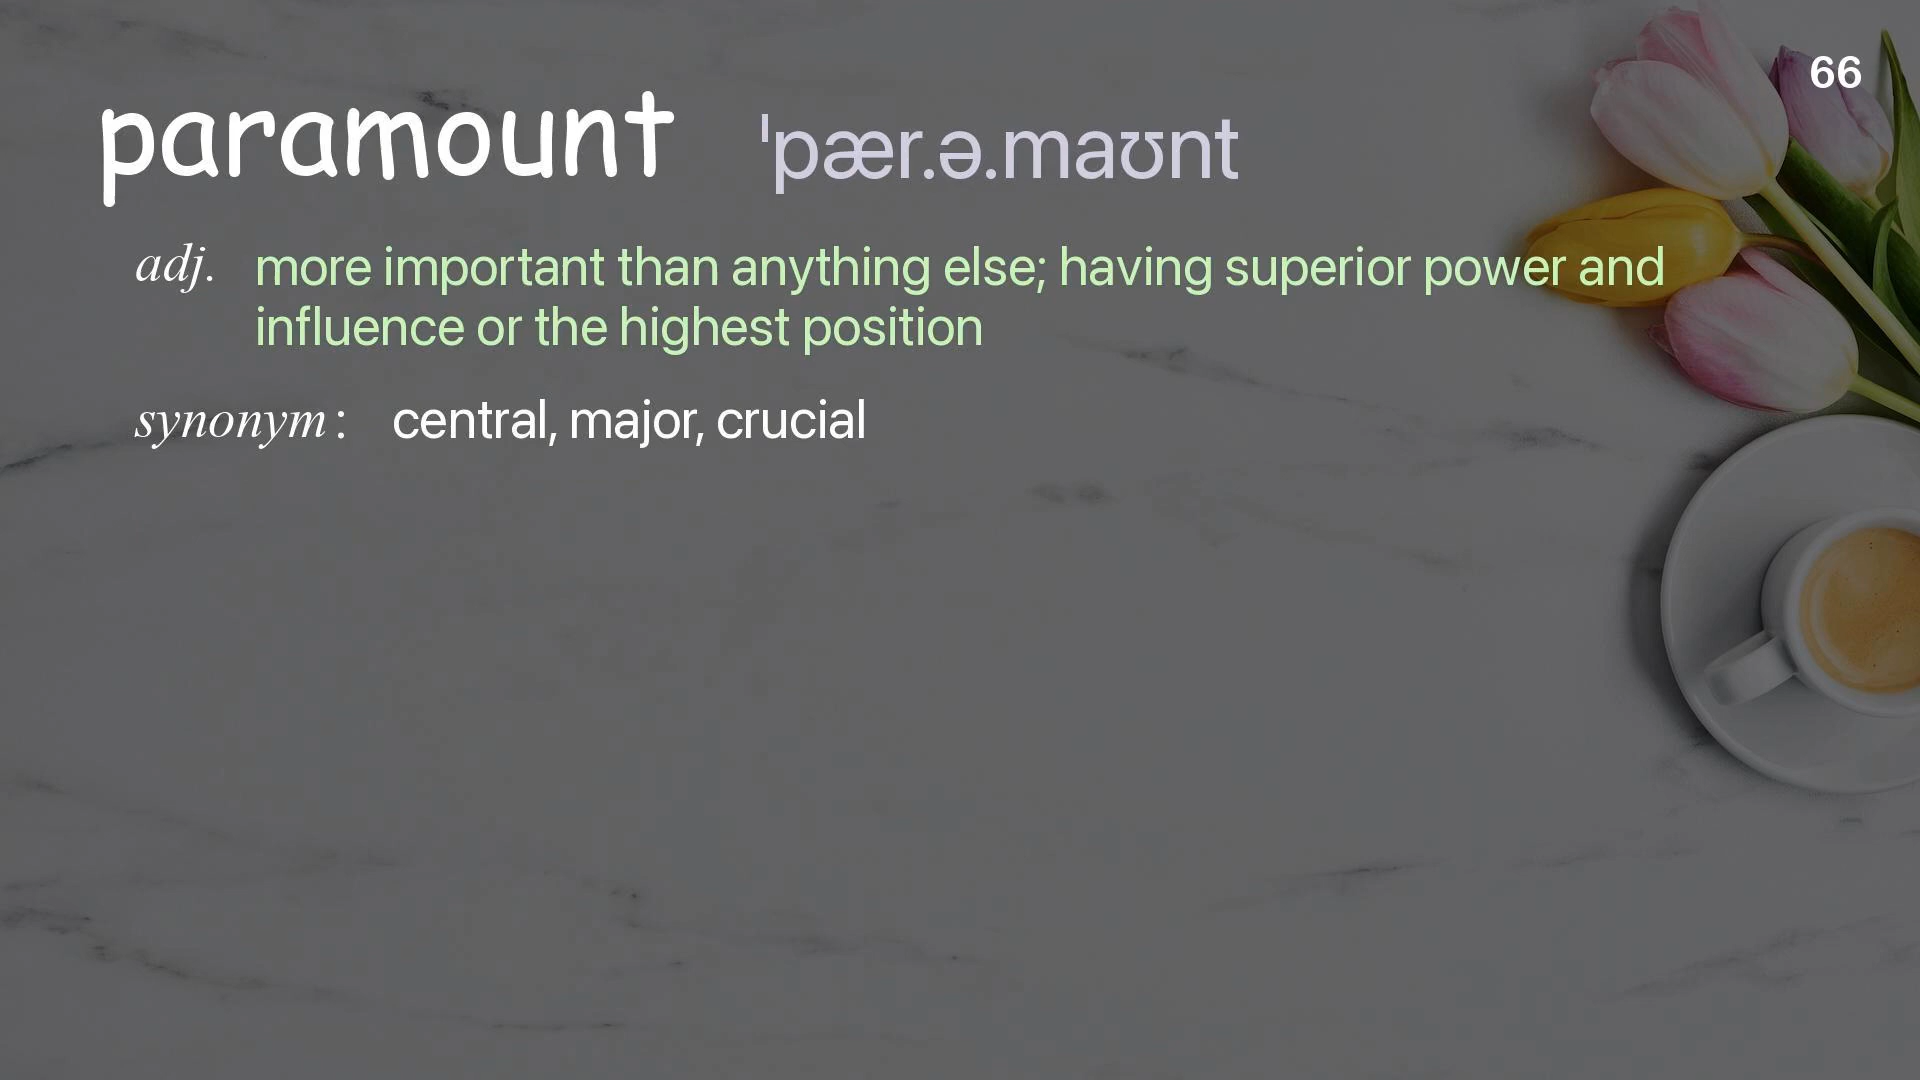 66
paramount ˈpær.ə.maʊnt
adj. more important than anything else; having superior power and
influence or the highest position
synonym: central, major, crucial